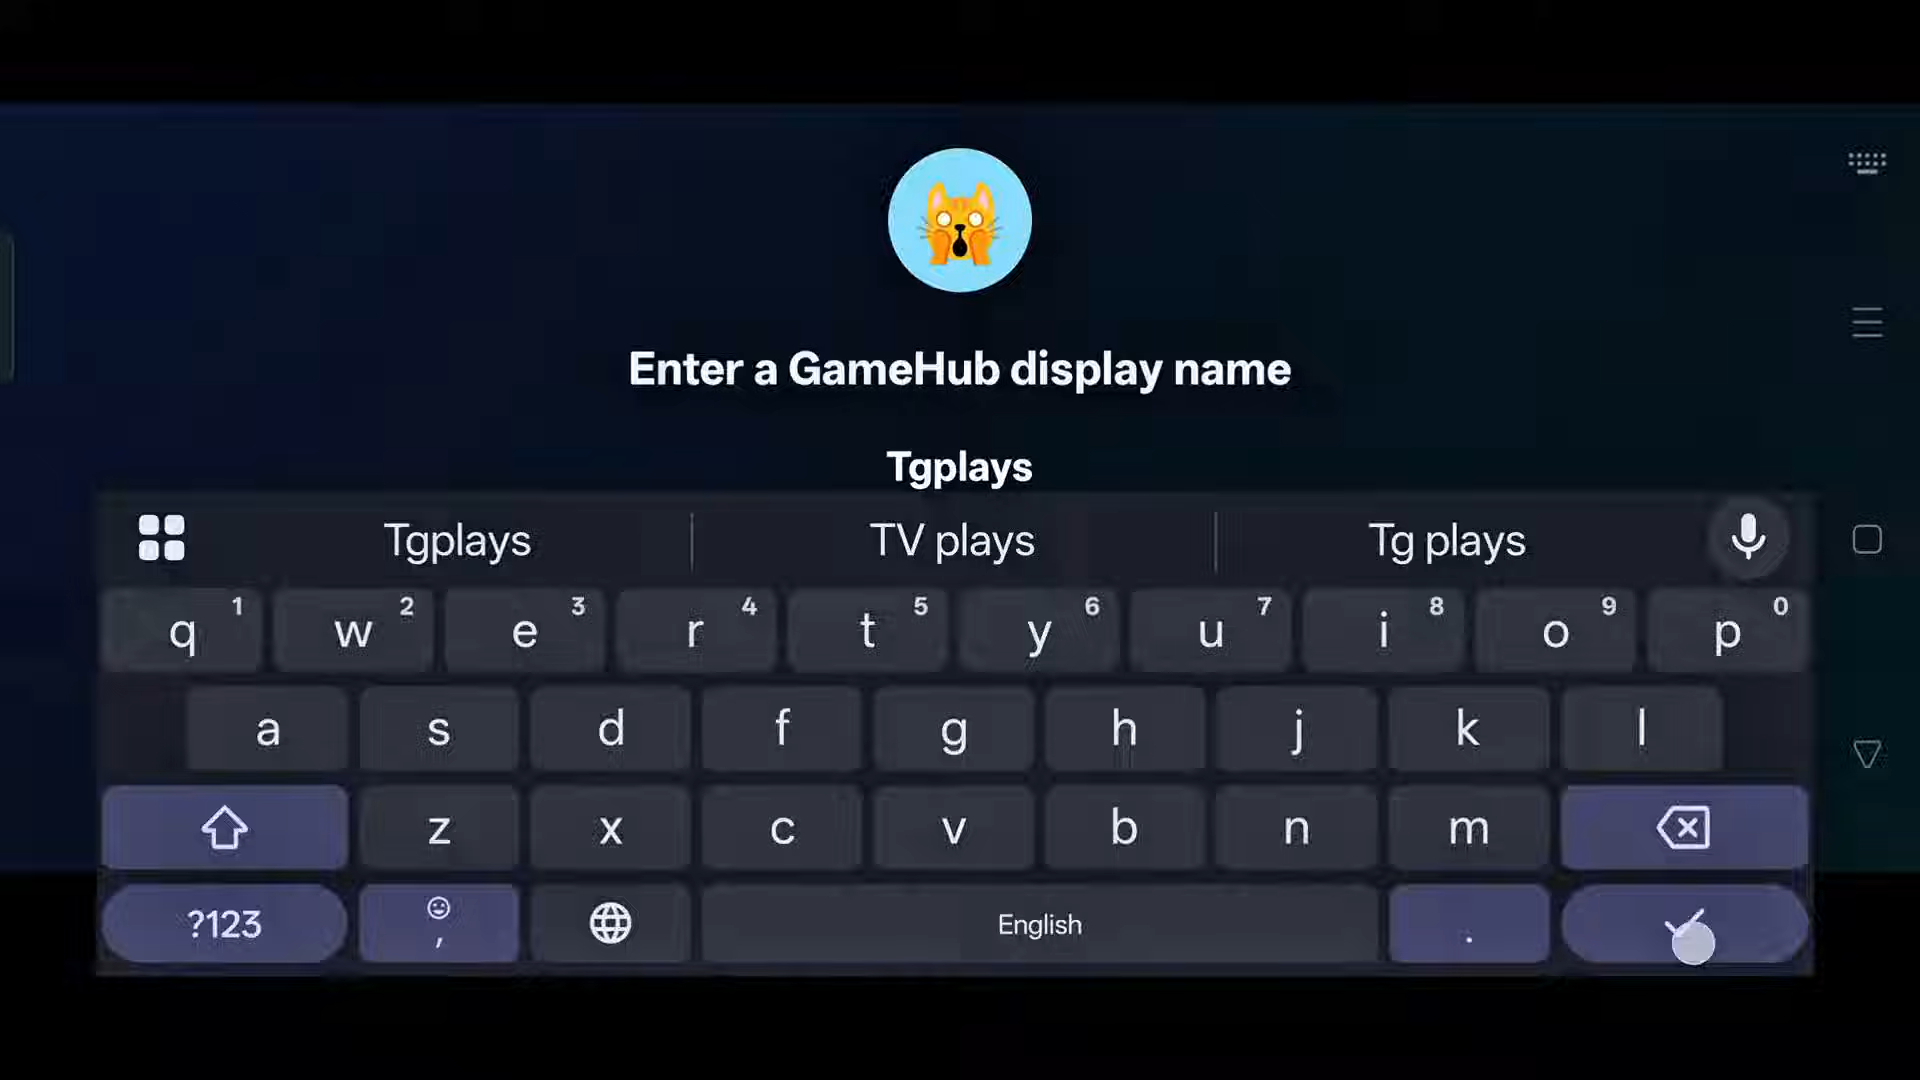 Enter a GameHub display name
Tgplays
Tgplays TV plays Tg plays
q 1 w 2 e 3 r 4 t 5 y 6 u 7 i 8 o 9 p 0
a s d f g h j k l
z x c v b n m
?123 , English .